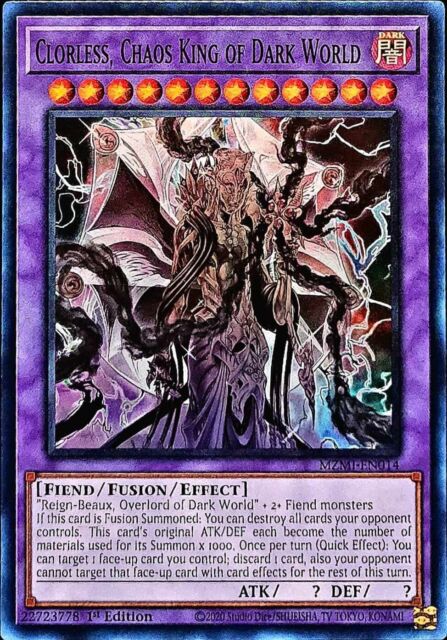 CLORLESS, CHAOS KING OF DARK WORLD
DARK
闇
MZMI-EN014
[FIEND/FUSION/EFFECT]
"Reign-Beaux, Overlord of Dark World" + 2+ Fiend monsters
If this card is Fusion Summoned: You can destroy all cards your opponent
controls. This card's original ATK/DEF each become the number of
materials used for its Summon x 1000. Once per turn (Quick Effect): You
can target 1 face-up card you control; discard 1 card, also your opponent
cannot target that face-up card with card effects for the rest of this turn.
ATK/ ? DEF/ ?
22723778 1st Edition ©2020 Studio Dice/SHUEISHA, TV TOKYO, KONAMI